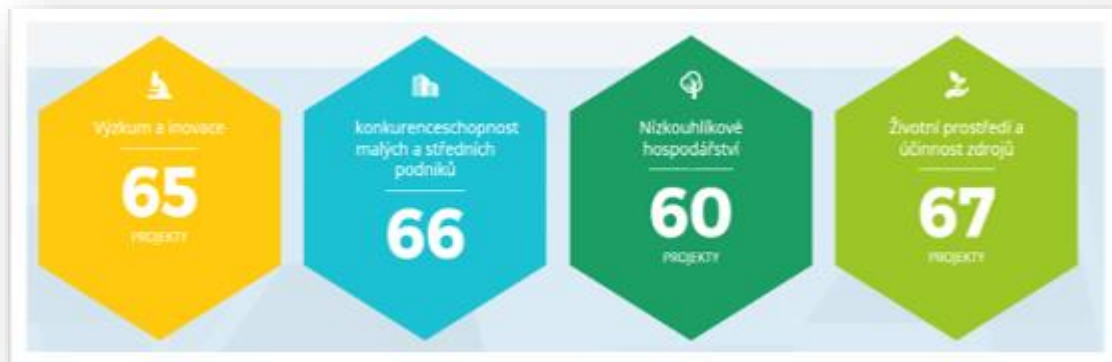 Výzkum a inovace
65
PROJEKTY
konkurenceschopnost
malých a středních
podniků
66
Nízkouhlíkové
hospodářství
60
PROJEKTY
Životní prostředí a
účinnost zdrojů
67
PROJEKTY